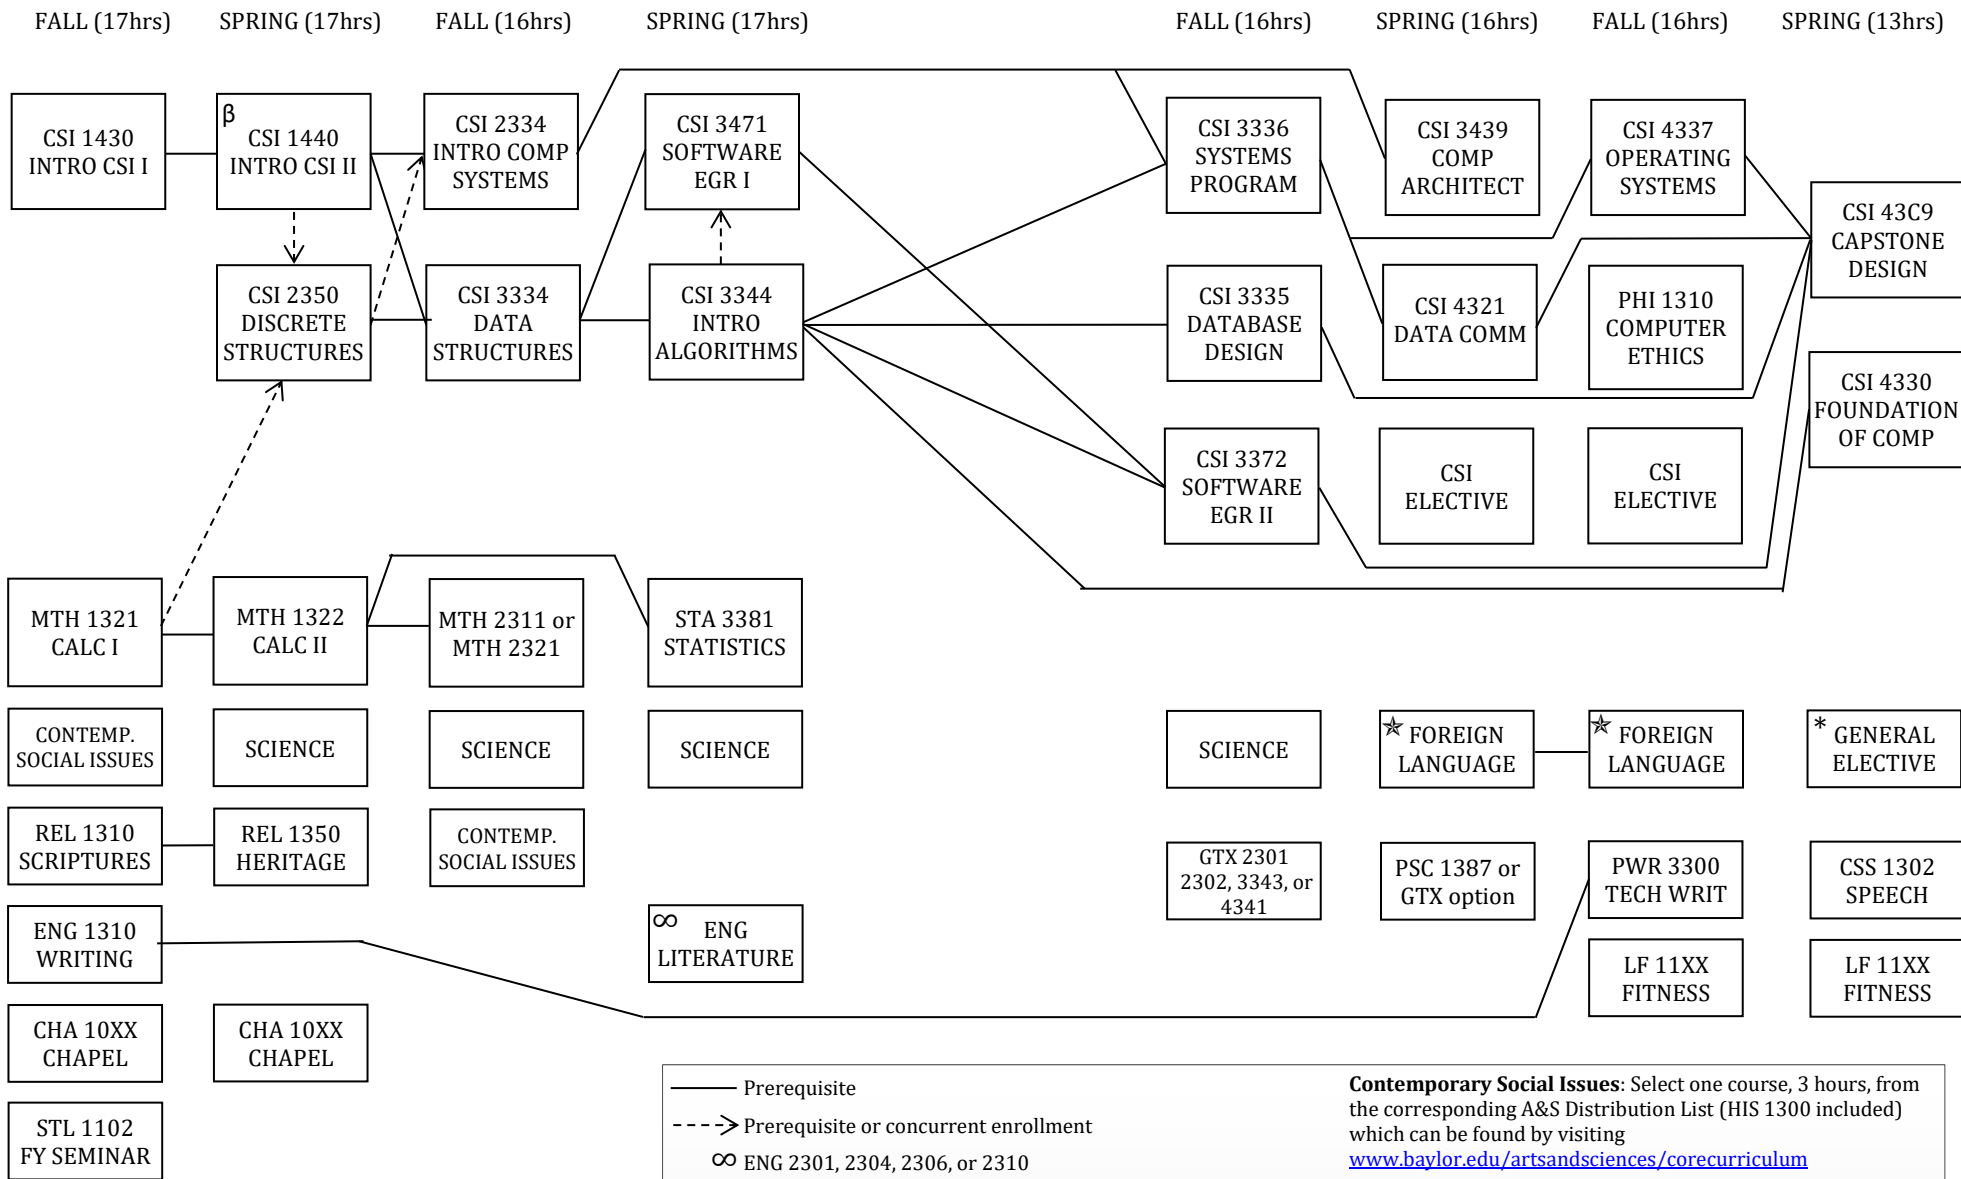 FALL (17hrs)
SPRING (17hrs)
FALL (16hrs)
SPRING (17hrs)
FALL (16hrs)
SPRING (16hrs)
FALL (16hrs)
SPRING (13hrs)
CSI 1430
INTRO CSI I
β
CSI 1440
INTRO CSI II
CSI 2334
INTRO COMP
SYSTEMS
CSI 3471
SOFTWARE
EGR I
CSI 3336
SYSTEMS
PROGRAM
CSI 3439
COMP
ARCHITECT
CSI 4337
OPERATING
SYSTEMS
CSI 43C9
CAPSTONE
DESIGN
CSI 2350
DISCRETE
STRUCTURES
CSI 3334
DATA
STRUCTURES
CSI 3344
INTRO
ALGORITHMS
CSI 3335
DATABASE
DESIGN
CSI 4321
DATA COMM
PHI 1310
COMPUTER
ETHICS
CSI 4330
FOUNDATION
OF COMP
CSI 3372
SOFTWARE
EGR II
CSI
ELECTIVE
CSI
ELECTIVE
MTH 1321
CALC I
MTH 1322
CALC II
MTH 2311 or
MTH 2321
STA 3381
STATISTICS
CONTEMP.
SOCIAL ISSUES
SCIENCE
SCIENCE
SCIENCE
SCIENCE
✯ FOREIGN
LANGUAGE
✯ FOREIGN
LANGUAGE
* GENERAL
ELECTIVE
REL 1310
SCRIPTURES
REL 1350
HERITAGE
CONTEMP.
SOCIAL ISSUES
GTX 2301
2302, 3343, or
4341
PSC 1387 or
GTX option
PWR 3300
TECH WRIT
CSS 1302
SPEECH
ENG 1310
WRITING
∞ ENG
LITERATURE
LF 11XX
FITNESS
LF 11XX
FITNESS
CHA 10XX
CHAPEL
CHA 10XX
CHAPEL
STL 1102
FY SEMINAR
Prerequisite
Prerequisite or concurrent enrollment
∞ ENG 2301, 2304, 2306, or 2310
Contemporary Social Issues: Select one course, 3 hours, from
the corresponding A&S Distribution List (HIS 1300 included)
which can be found by visiting
www.baylor.edu/artsandsciences/corecurriculum